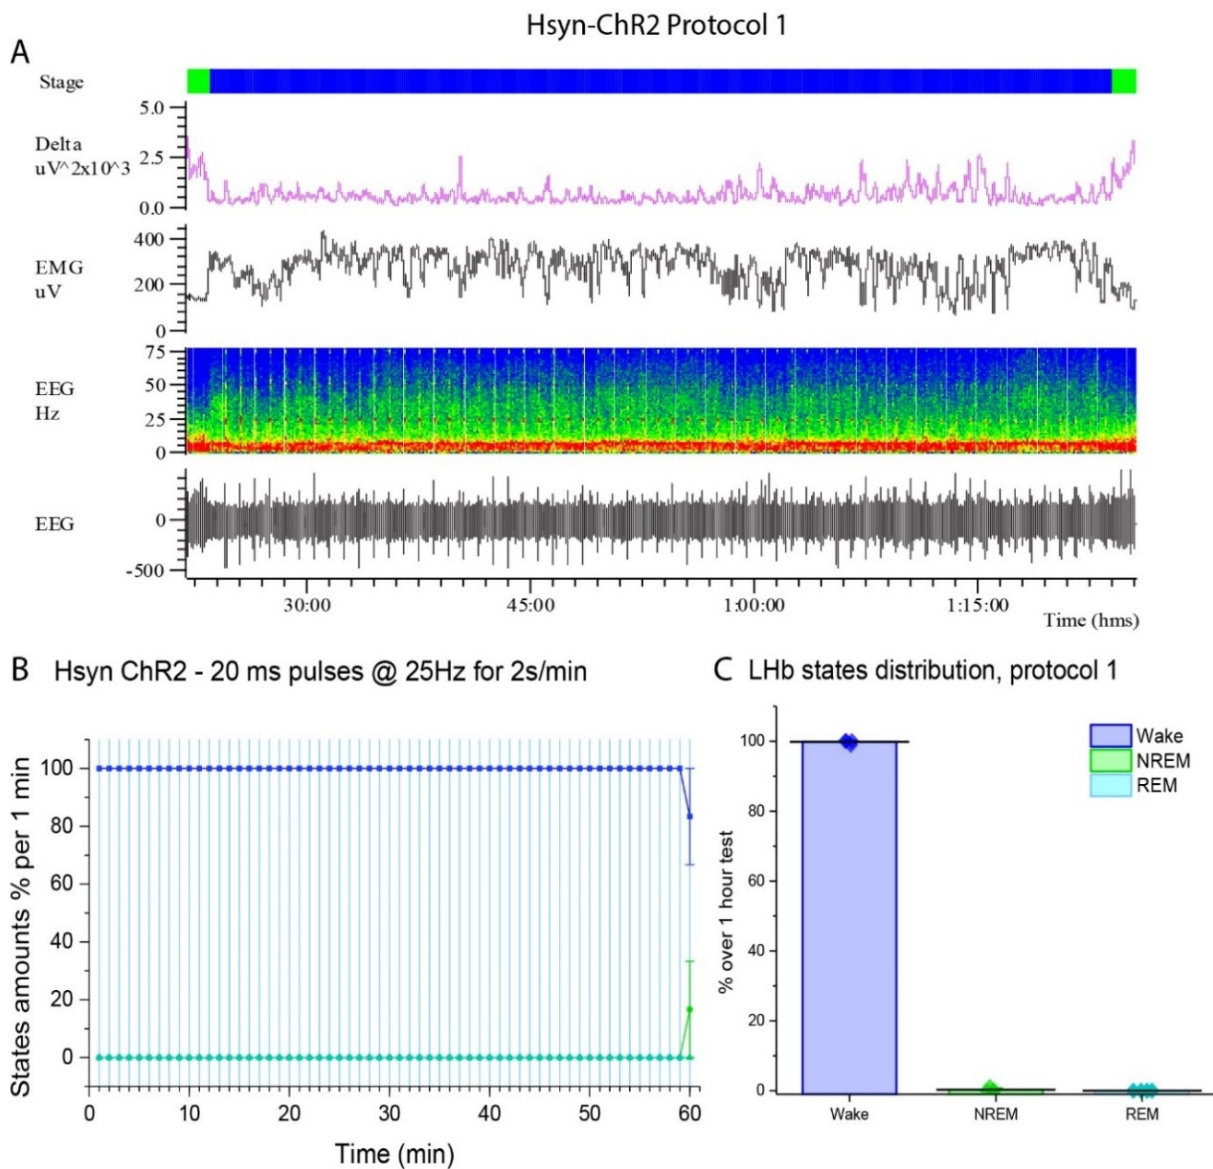 Hsyn-ChR2 Protocol 1
A
Stage
Delta
uV^2x10^3
5.0
2.5
0.0
EMG
uV
400
200
0
EEG
Hz
75
50
25
0
EEG
0
-500
30:00
45:00
1:00:00
1:15:00
Time (hms)
B Hsyn ChR2 - 20 ms pulses @ 25Hz for 2s/min
States amounts % per 1 min
100
80
60
40
20
0
0
10
20
30
40
50
60
Time (min)
C LHb states distribution, protocol 1
% over 1 hour test
100
80
60
40
20
0
Wake
NREM
REM
Wake
NREM
REM